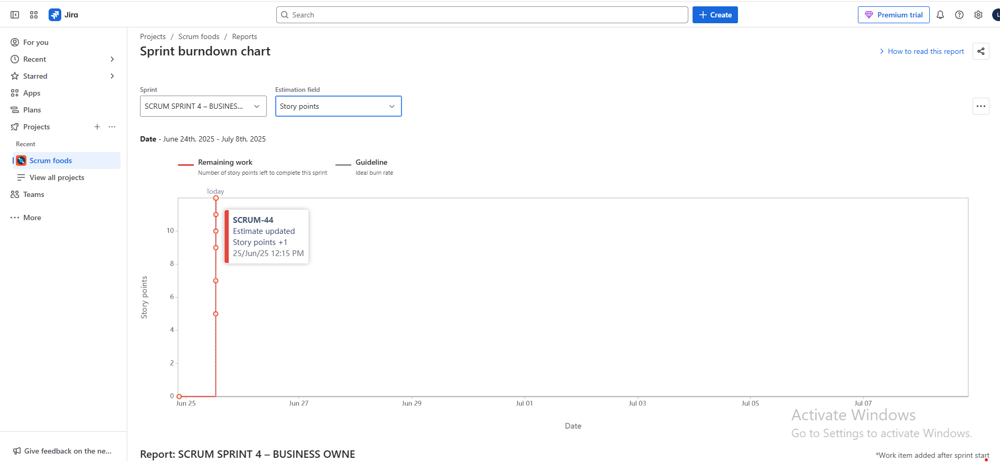 Jira
Search
Create
Premium trial
L
For you
Recent
Starred
Apps
Plans
Projects
Recent
Scrum foods
View all projects
Teams
More
Give feedback on the ne...
Projects / Scrum foods / Reports
Sprint burndown chart
How to read this report
Sprint
SCRUM SPRINT 4 – BUSINES...
Estimation field
Story points
Date - June 24th, 2025 - July 8th, 2025
Remaining work
Number of story points left to complete this sprint
Guideline
Ideal burn rate
Today
SCRUM-44
Estimate updated
Story points +1
25/Jun/25 12:15 PM
10
8
6
4
2
0
Story points
Jun 25
Jun 27
Jun 29
Jul 01
Jul 03
Jul 05
Jul 07
Date
Activate Windows
Go to Settings to activate Windows.
Report: SCRUM SPRINT 4 – BUSINESS OWNE
*Work item added after sprint start